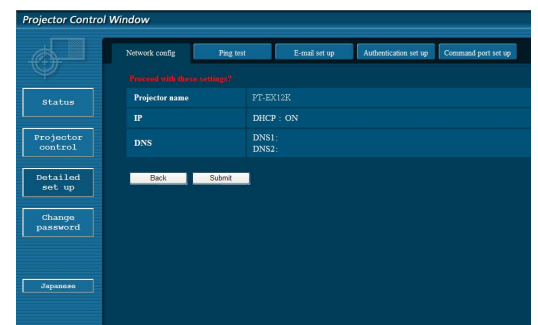 Projector Control Window
Network config Ping test E-mail set up Authentication set up Command port set up
Proceed with these settings?
Status
Projector name PT-EX12K
IP DHCP : ON
Projector
control
DNS DNS1:
DNS2:
Detailed
set up
Back Submit
Change
password
Japanese